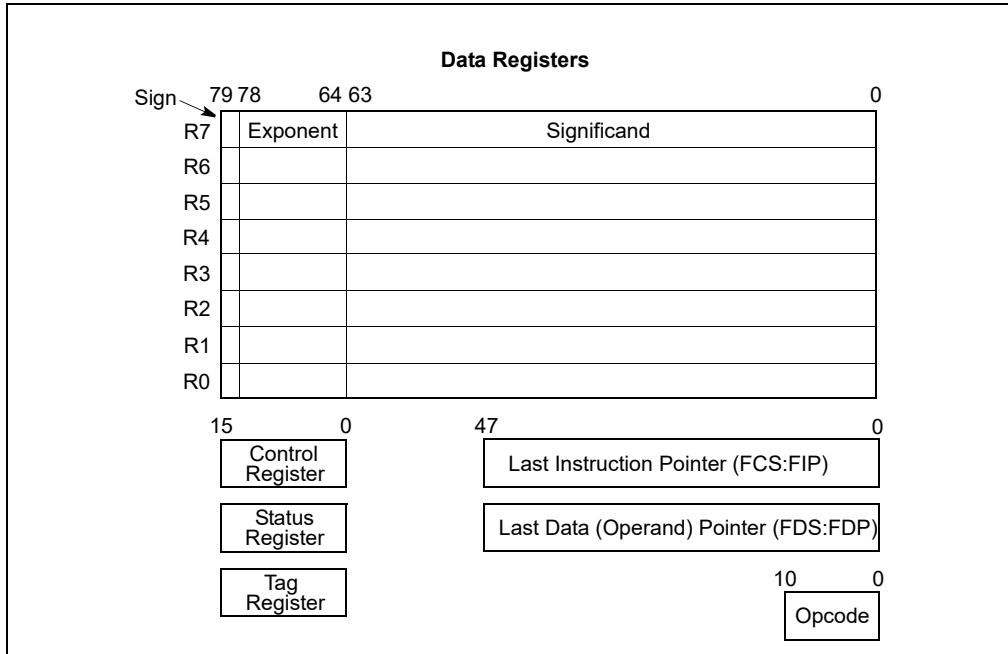 Data Registers
Sign 79 78 64 63 0
R7 Exponent Significand
R6
R5
R4
R3
R2
R1
R0
15 0 47 0
Control
Register
Last Instruction Pointer (FCS:FIP)
Status
Register
Last Data (Operand) Pointer (FDS:FDP)
Tag
Register
10 0
Opcode